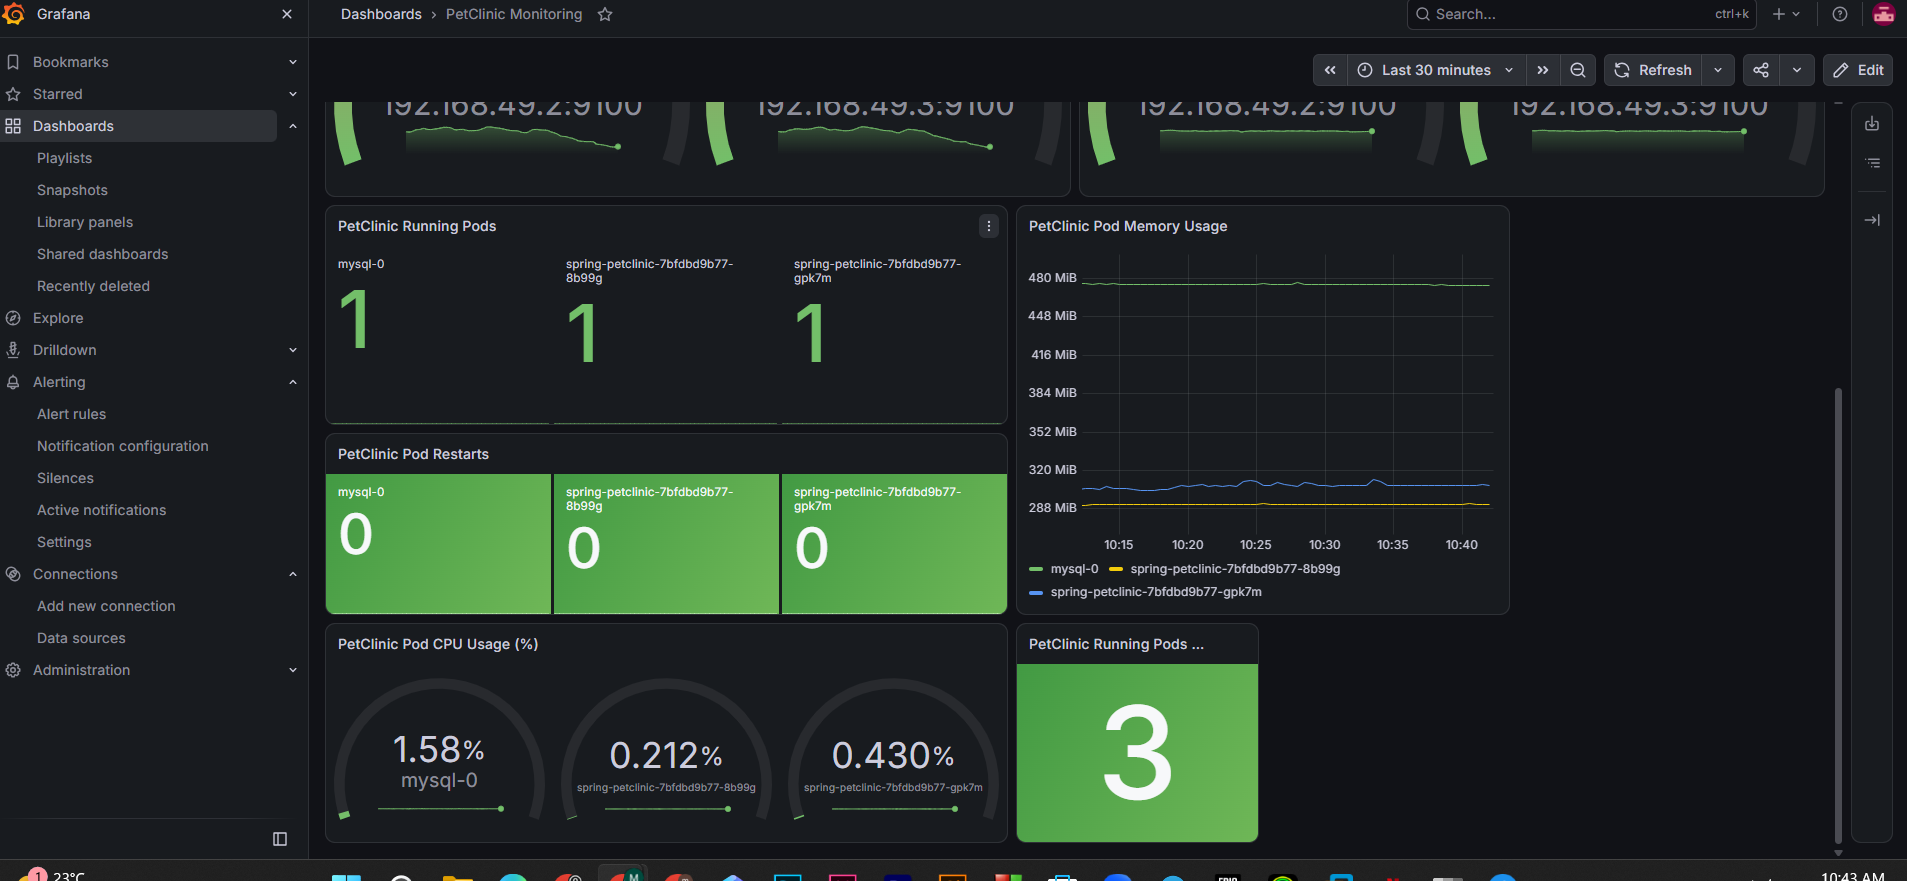 Grafana
Dashboards › PetClinic Monitoring
Search...
ctrl+k
Bookmarks
Starred
Dashboards
Playlists
Snapshots
Library panels
Shared dashboards
Recently deleted
Explore
Drilldown
Alerting
Alert rules
Notification configuration
Silences
Active notifications
Settings
Connections
Add new connection
Data sources
Administration
Last 30 minutes
Refresh
Edit
192.168.49.2:9100
192.168.49.3:9100
192.168.49.2:9100
192.168.49.3:9100
PetClinic Running Pods
mysql-0
1
spring-petclinic-7bfdbd9b77-
8b99g
1
spring-petclinic-7bfdbd9b77-
gpk7m
1
PetClinic Pod Memory Usage
480 MiB
448 MiB
416 MiB
384 MiB
352 MiB
320 MiB
288 MiB
10:15 10:20 10:25 10:30 10:35 10:40
mysql-0 spring-petclinic-7bfdbd9b77-8b99g
spring-petclinic-7bfdbd9b77-gpk7m
PetClinic Pod Restarts
mysql-0
0
spring-petclinic-7bfdbd9b77-
8b99g
0
spring-petclinic-7bfdbd9b77-
gpk7m
0
PetClinic Pod CPU Usage (%)
1.58%
mysql-0
0.212%
spring-petclinic-7bfdbd9b77-8b99g
0.430%
spring-petclinic-7bfdbd9b77-gpk7m
PetClinic Running Pods ...
3
1
23°C
10:43 AM